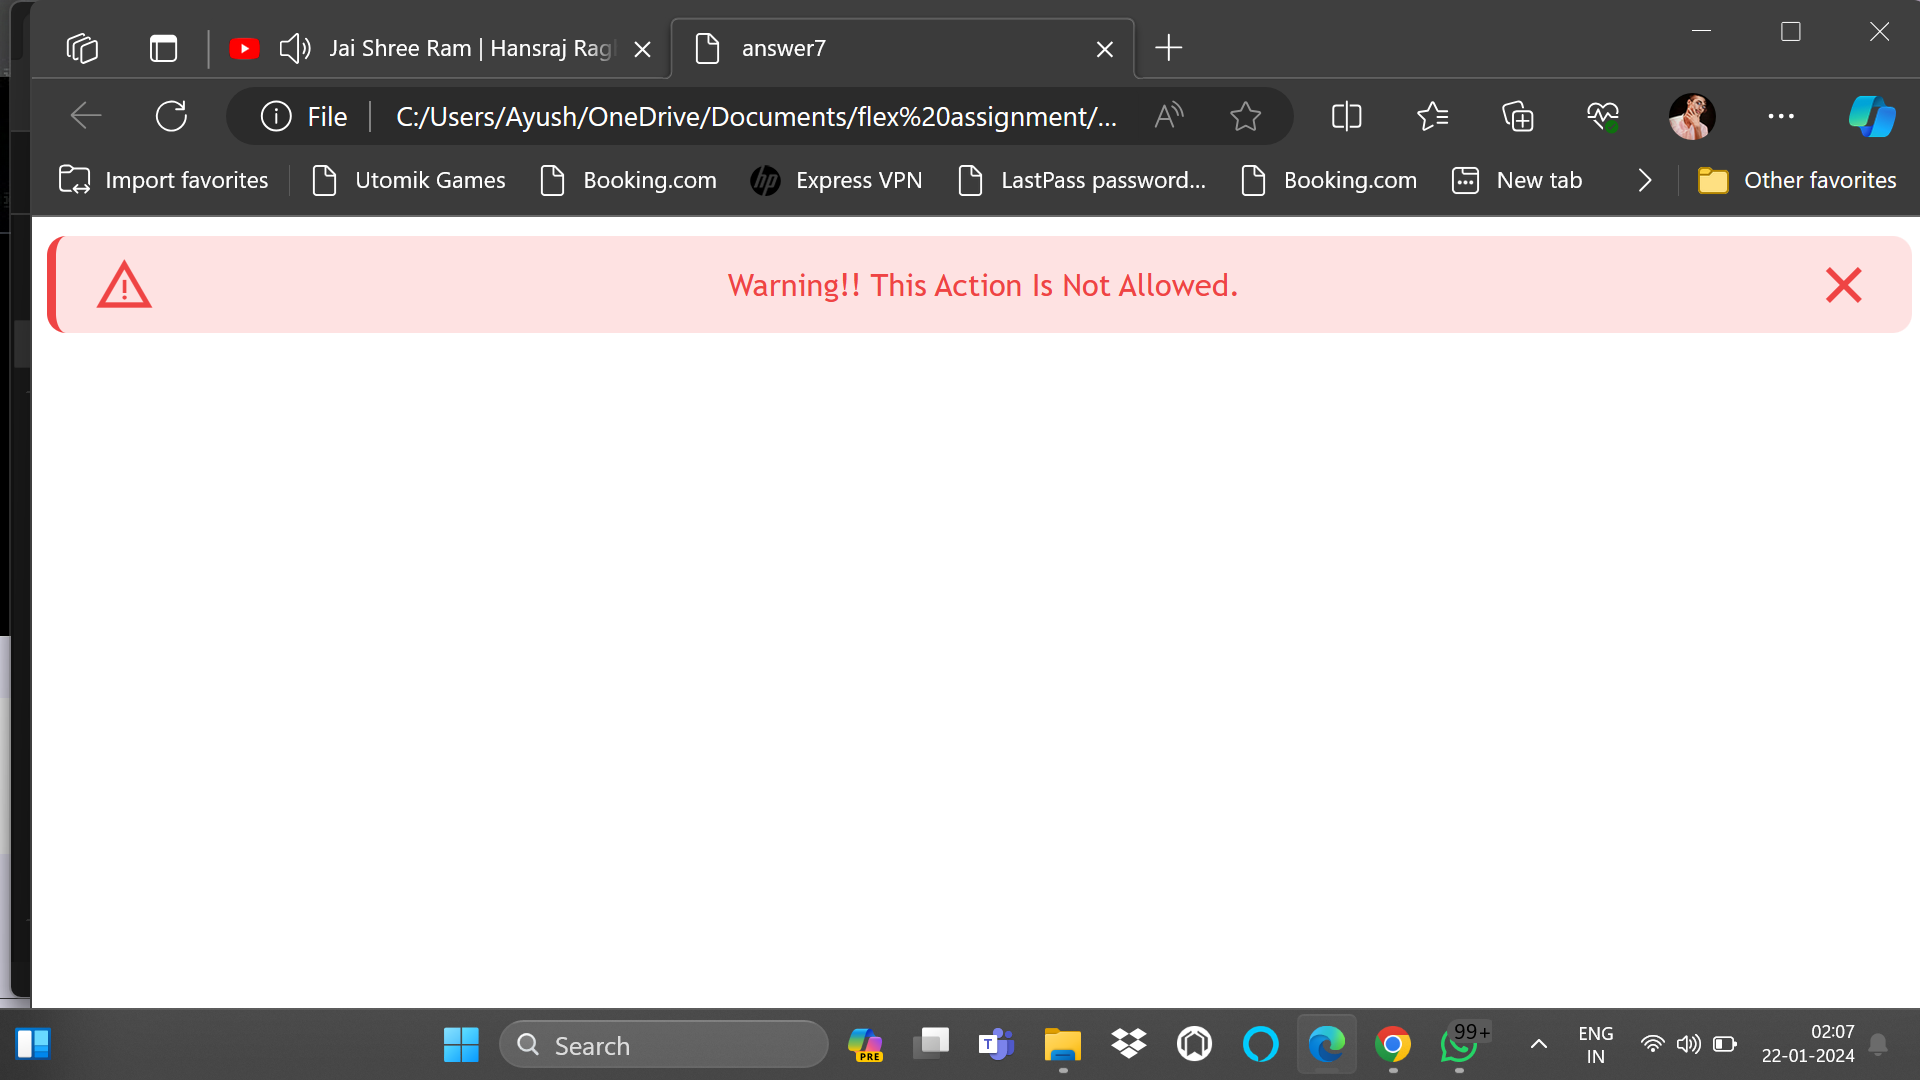 Jai Shree Ram | Hansraj Ragh
answer7
File
C:/Users/Ayush/OneDrive/Documents/flex%20assignment/...
Import favorites
Utomik Games
Booking.com
Express VPN
LastPass password...
Booking.com
New tab
Other favorites
Warning!! This Action Is Not Allowed.
Search
PRE
T
99+
ENG
IN
02:07
22-01-2024